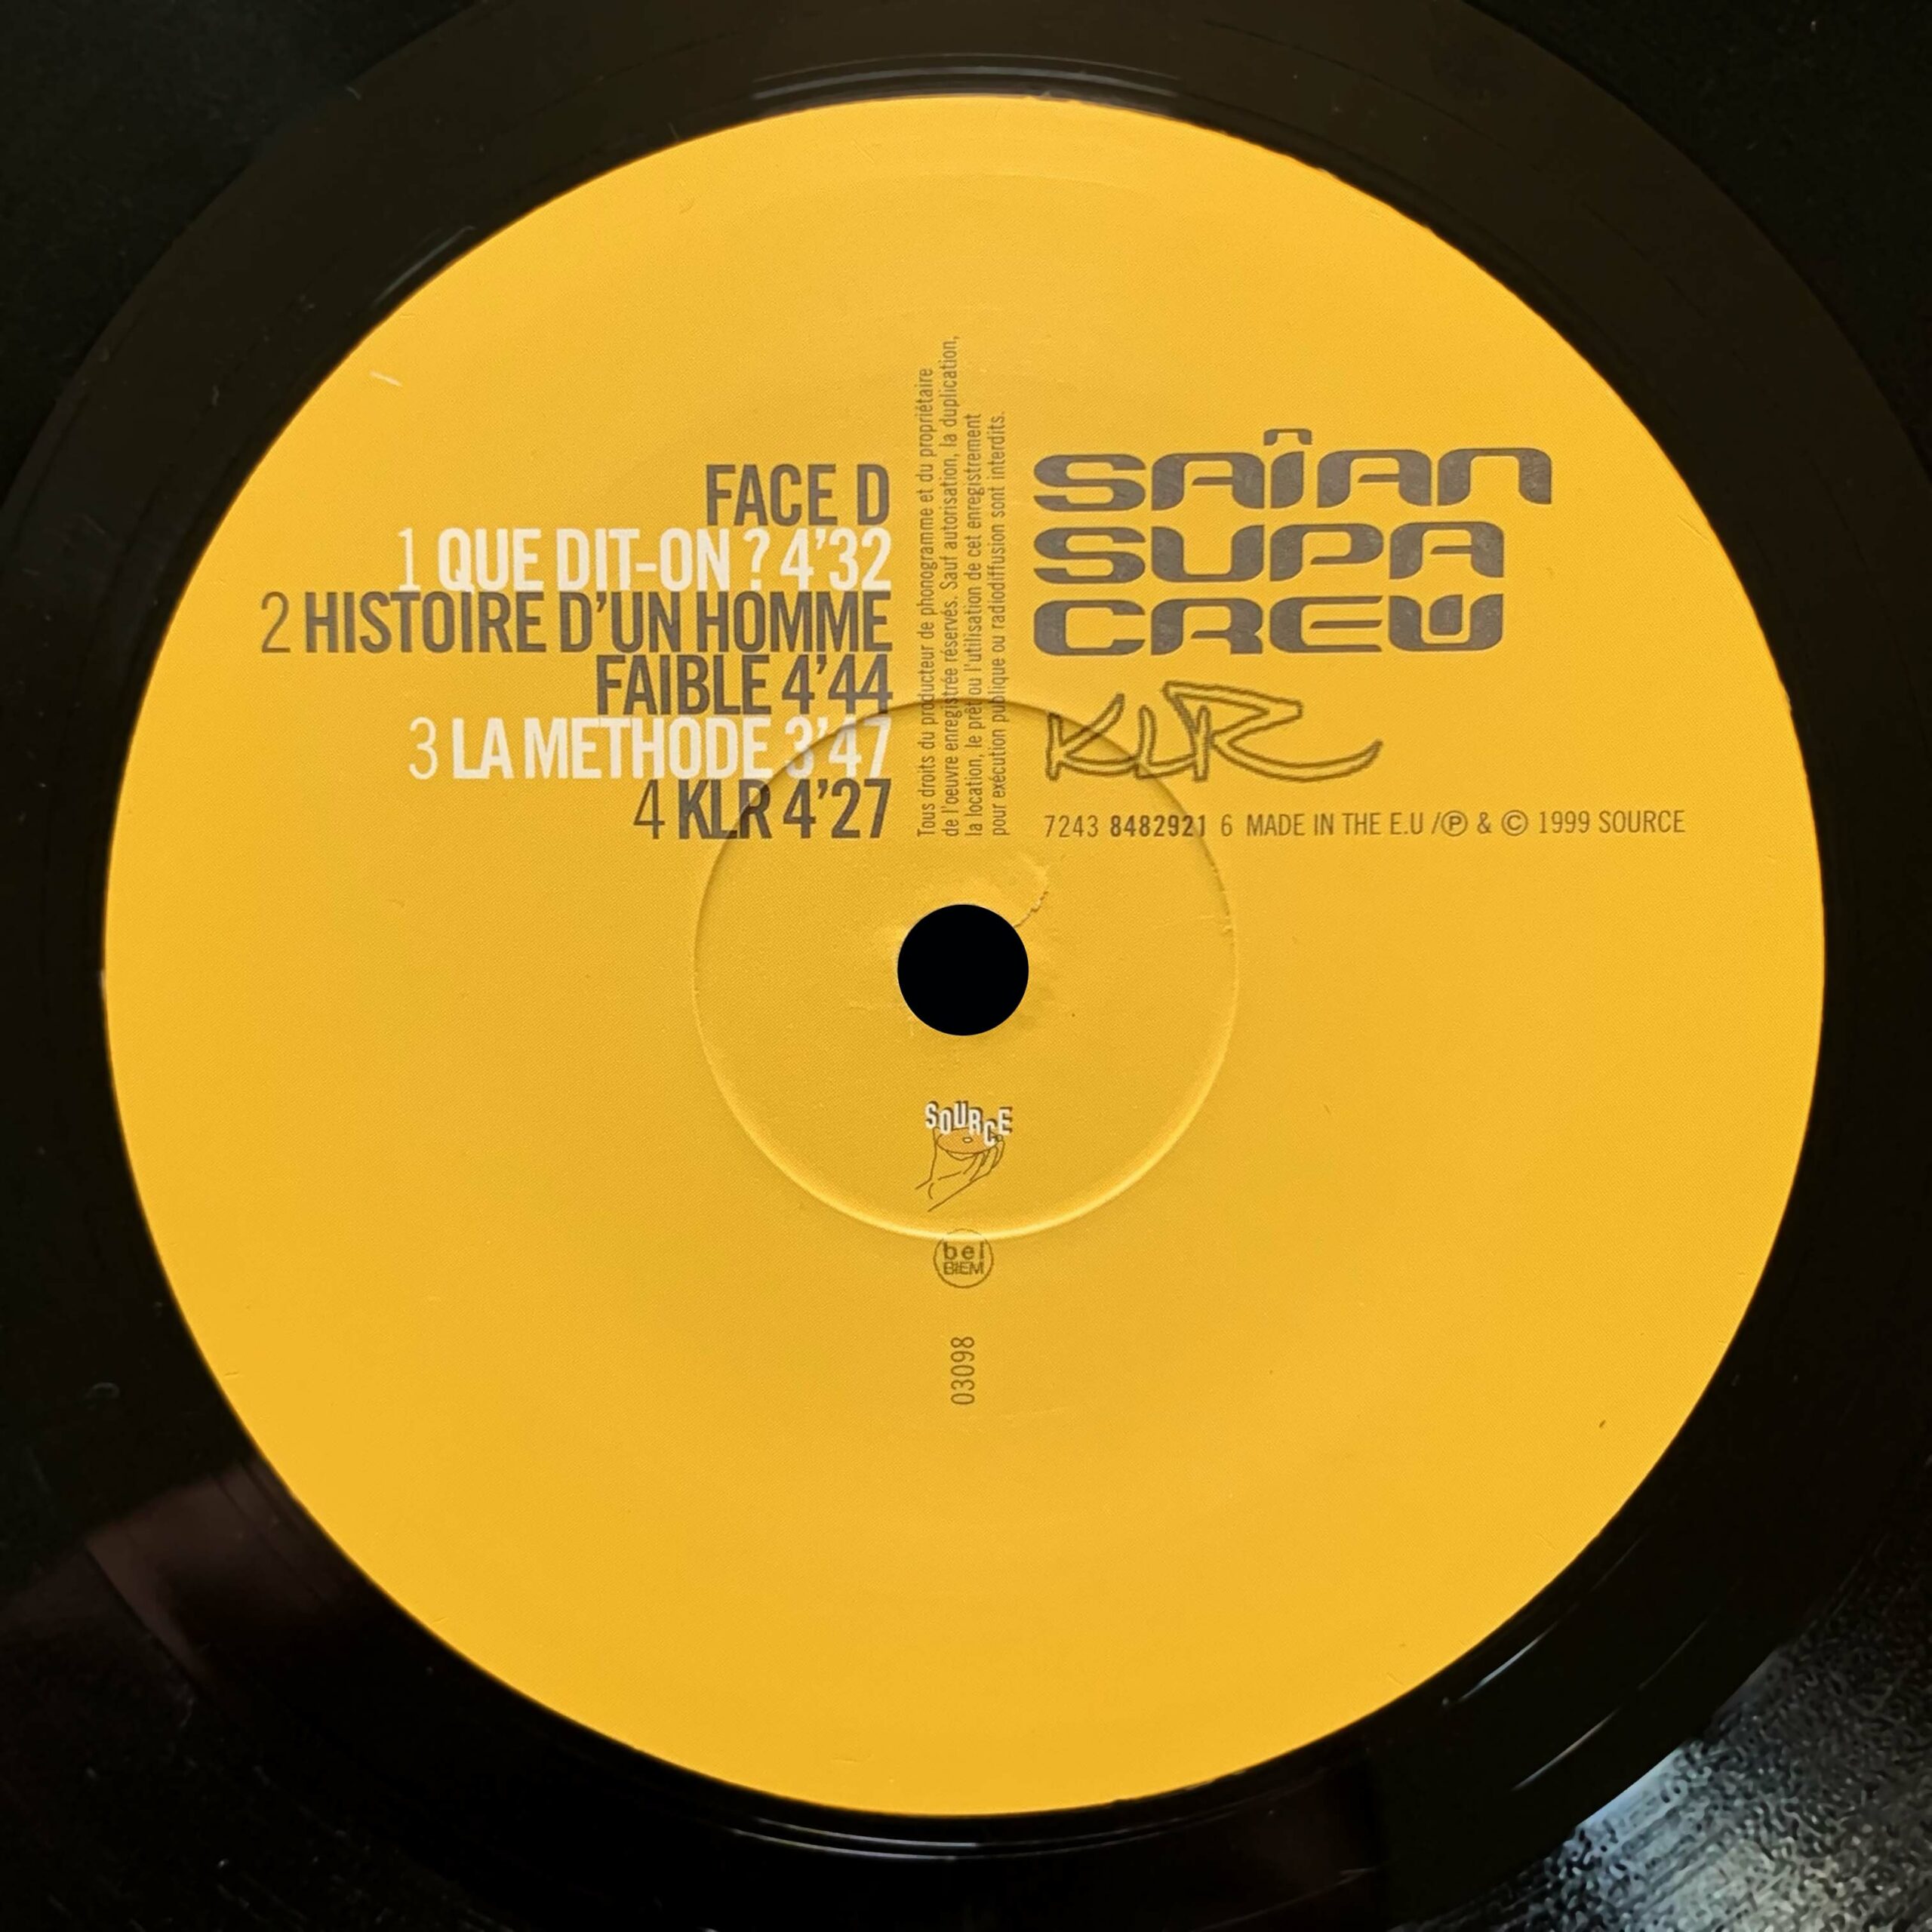 FACE D
1 QUE DIT-ON ? 4'32
2 HISTOIRE D'UN HOMME
FAIBLE 4'44
3 LA METHODE 3'47
4 KLR 4'27
Tous droits du producteur de phonogramme et du propriétaire
de l'oeuvre enregistrée réservés. Sauf autorisation, la duplication,
la location, le prêt ou l'utilisation de cet enregistrement
pour exécution publique ou radiodiffusion sont interdits.
SAÏAN
SUPA
CREW
KLR
7243 8482921 6 MADE IN THE E.U /℗ & © 1999 SOURCE
SOURCE
bel
BIEM
03098